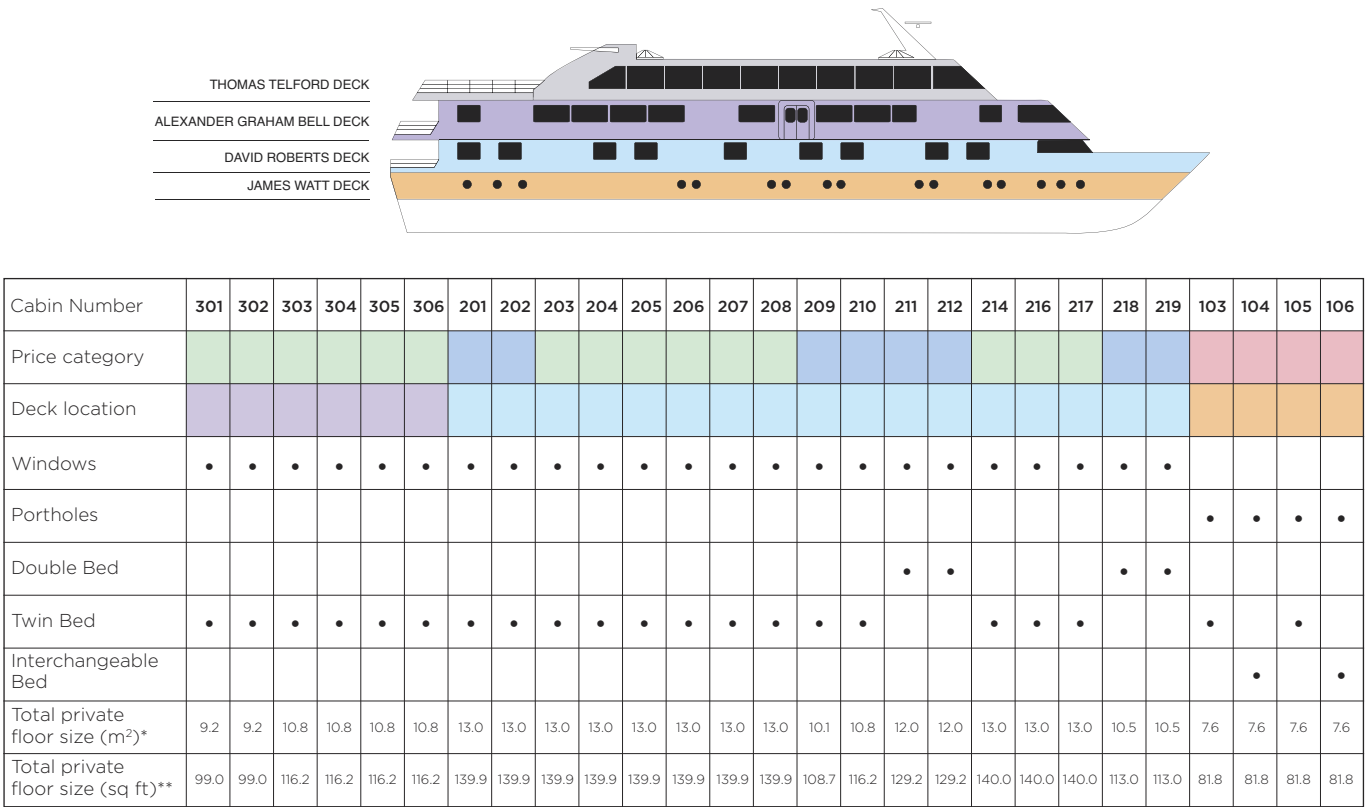 THOMAS TELFORD DECK
ALEXANDER GRAHAM BELL DECK
DAVID ROBERTS DECK
JAMES WATT DECK
Cabin Number 301 302 303 304 305 306 201 202 203 204 205 206 207 208 209 210 211 212 214 216 217 218 219 103 104 105 106
Price category
Deck location
Windows • • • • • • • • • • • • • • • • • • • • • • •
Portholes • • • •
Double Bed • • • •
Twin Bed • • • • • • • • • • • • • • • • • • • • •
Interchangeable
Bed • •
Total private
floor size (m²)* 9.2 9.2 10.8 10.8 10.8 10.8 13.0 13.0 13.0 13.0 13.0 13.0 13.0 13.0 10.1 10.8 12.0 12.0 13.0 13.0 13.0 10.5 10.5 7.6 7.6 7.6 7.6
Total private
floor size (sq ft)** 99.0 99.0 116.2 116.2 116.2 116.2 139.9 139.9 139.9 139.9 139.9 139.9 139.9 139.9 108.7 116.2 129.2 129.2 140.0 140.0 140.0 113.0 113.0 81.8 81.8 81.8 81.8